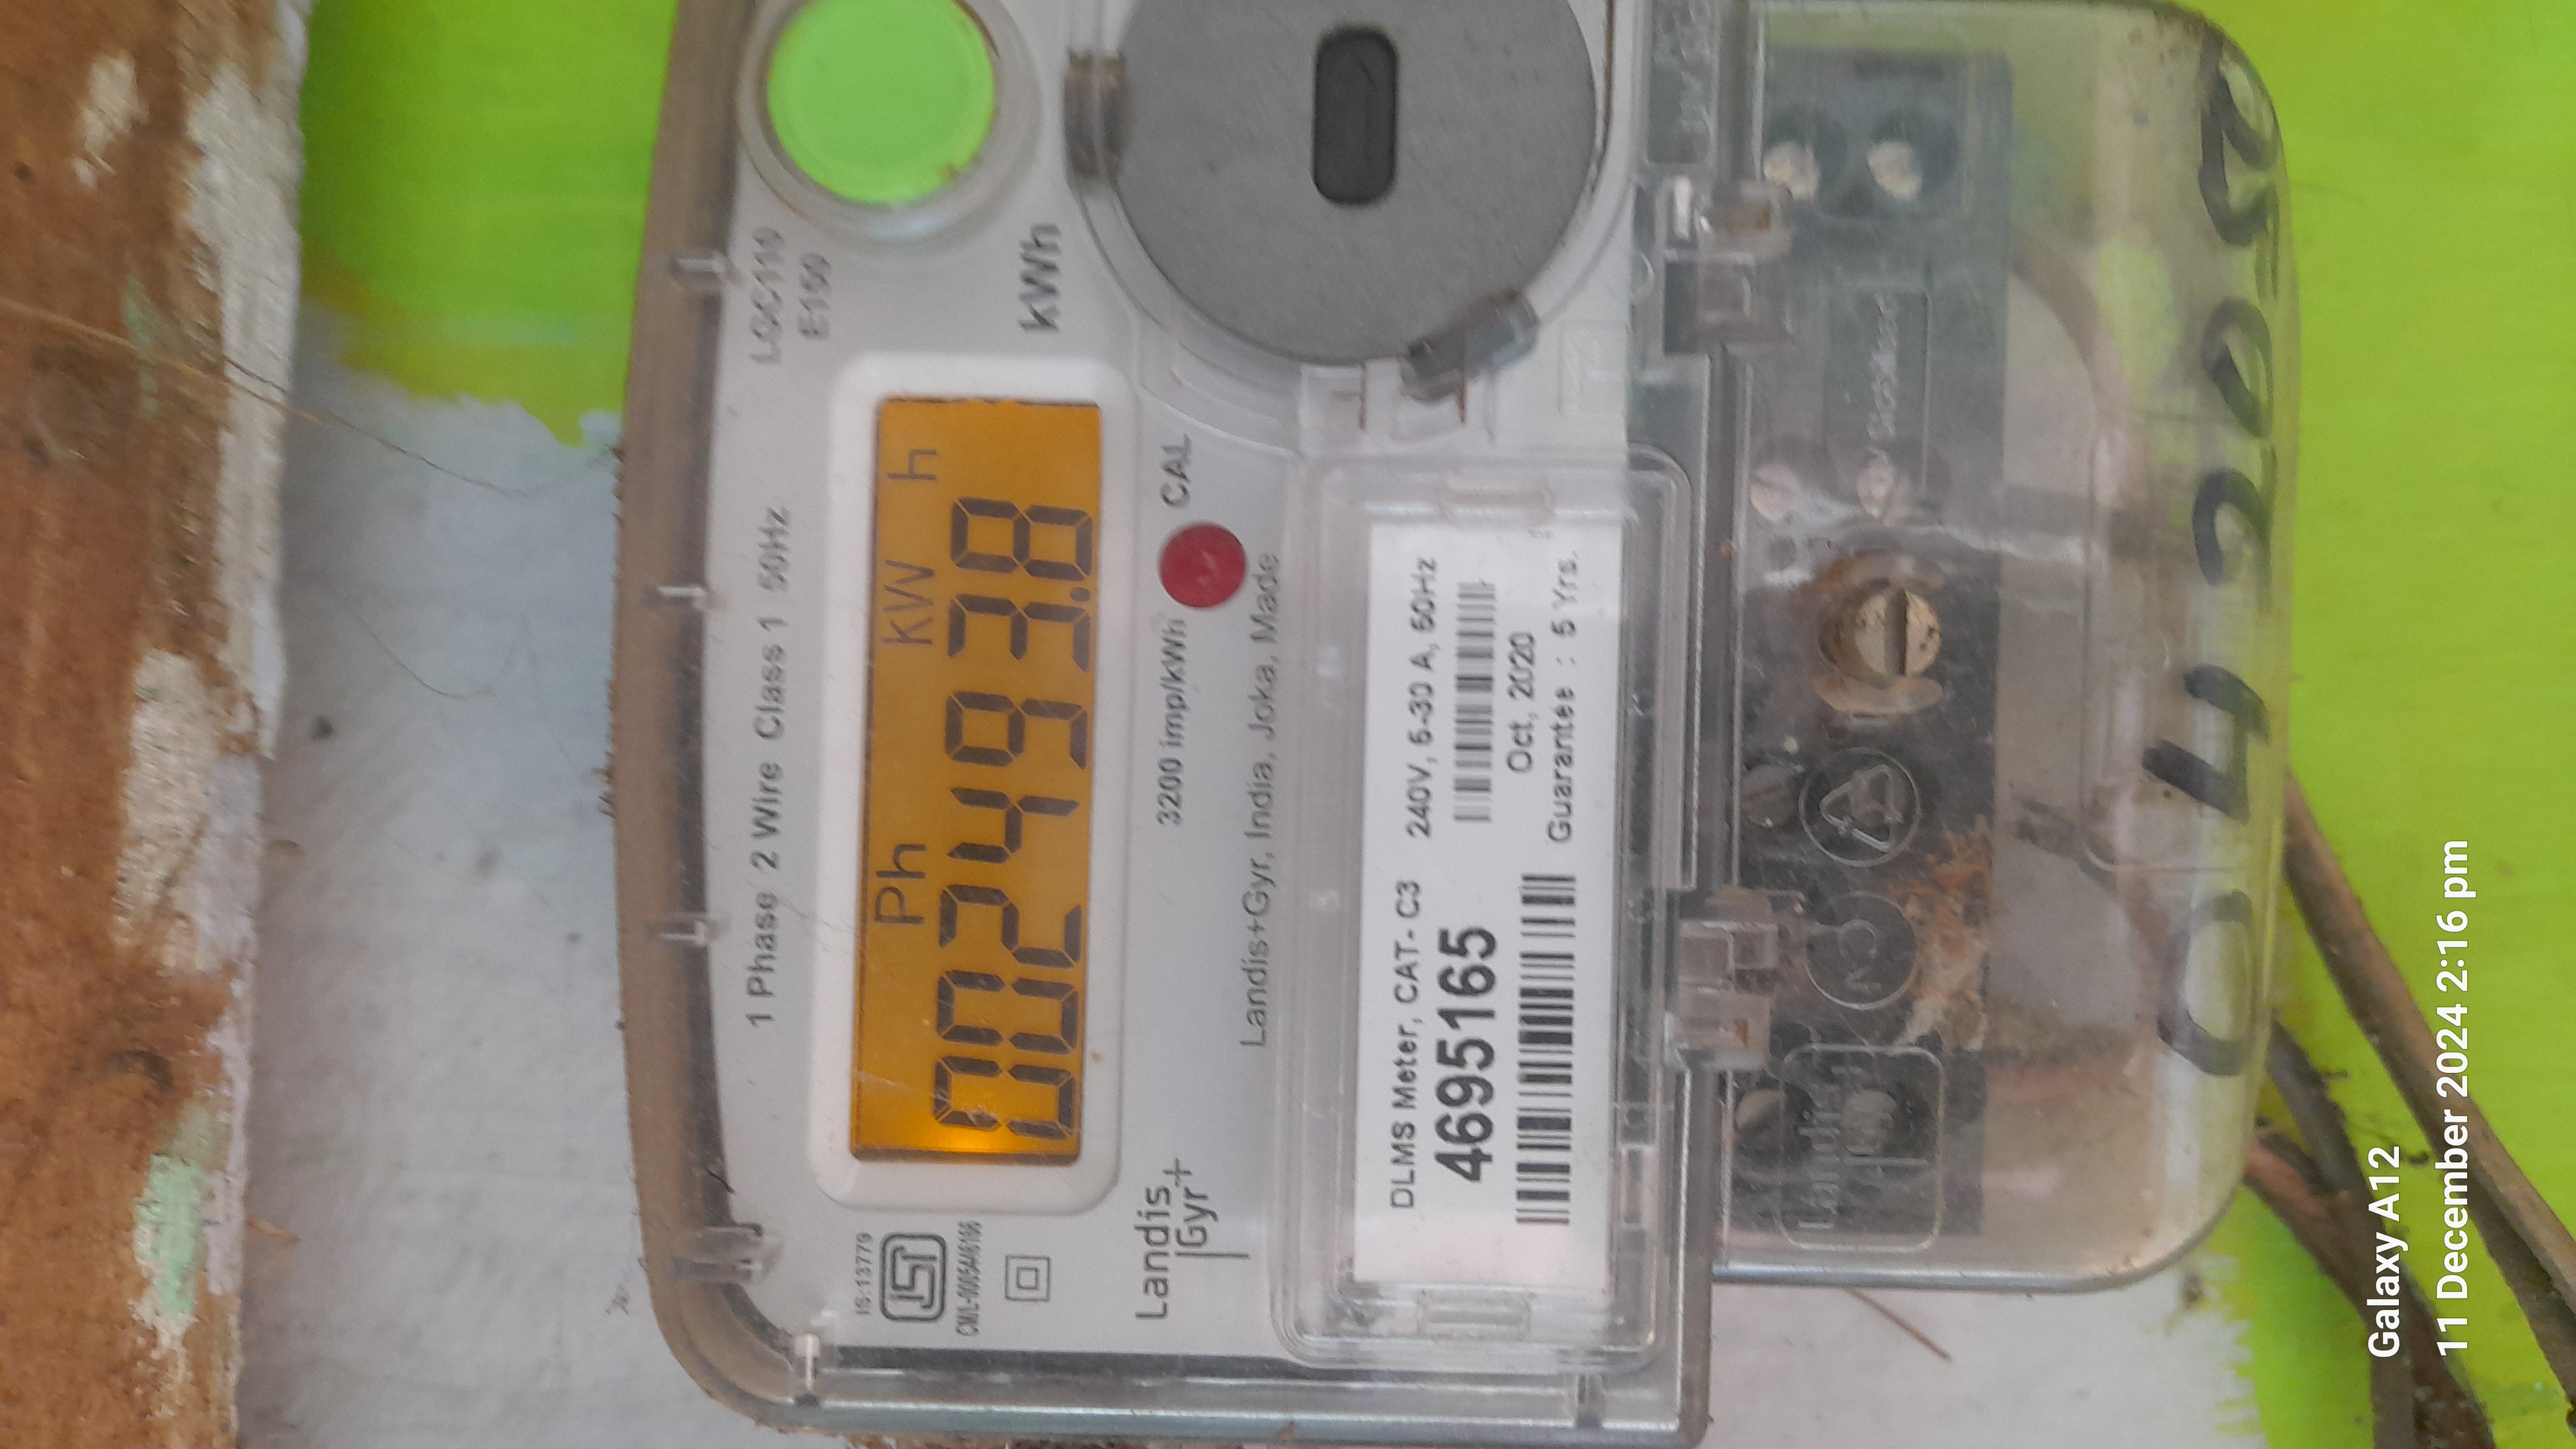 LGC110
E150
1 Phase 2 Wire Class 1 50Hz
IS:13779
Ph kW h
002493.8
kWh
3200 imp/kWh
CAL
Landis
Gyr+
Landis+Gyr, India, Joka, Made
DLMS Meter, CAT- C3
240V, 5-30 A, 50Hz
46951165
Oct, 2020
Guarantee : 5 Yrs.
Galaxy A12
11 December 2024 2:16 pm